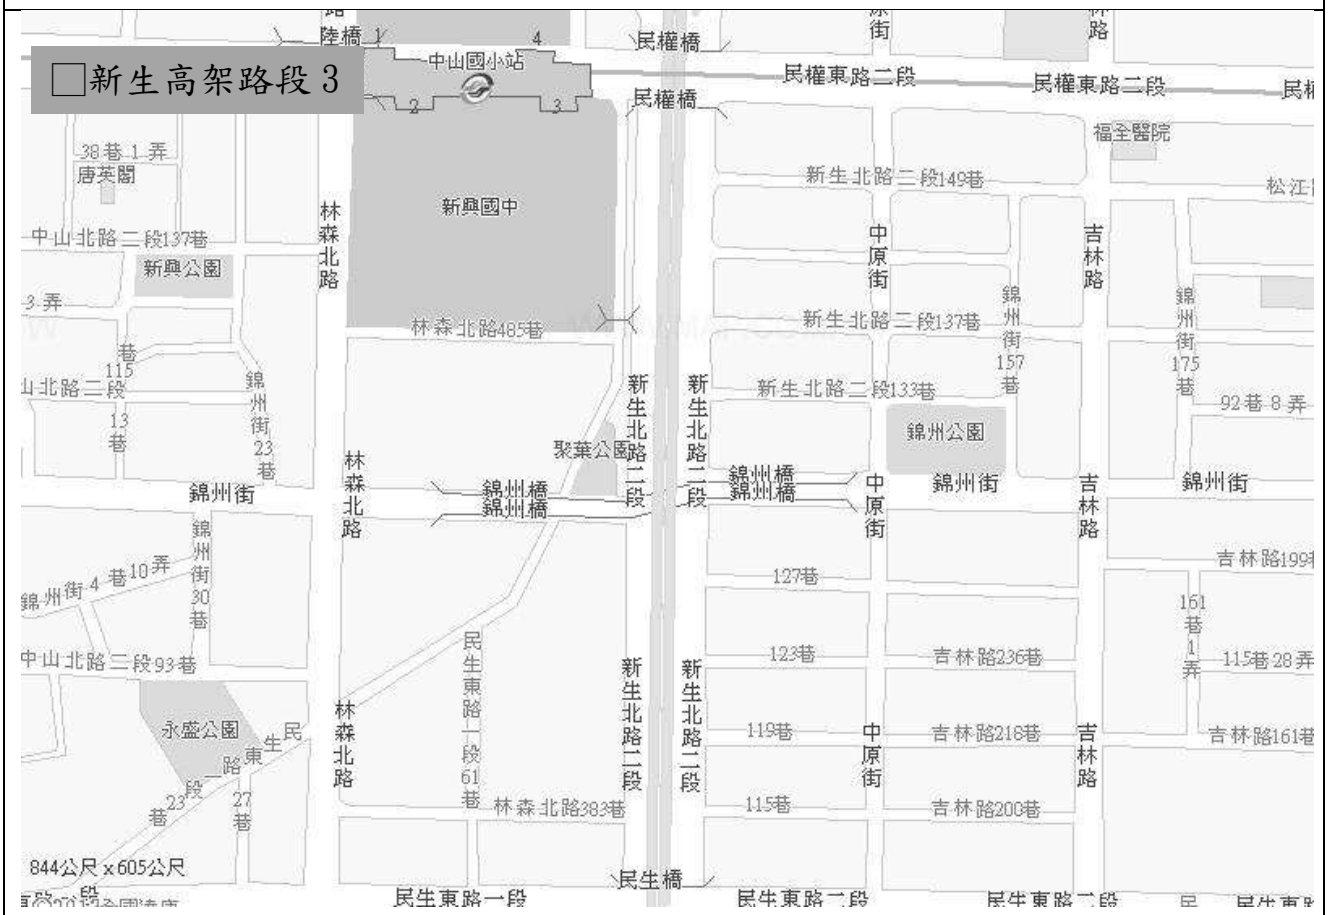 □新生高架路段 3
陸橋
1
4
民權橋
中原街
中山國小站
2
3
民權橋
民權東路二段
民權東路二段
38巷1弄
唐英閣
福全醫院
新生北路二段149巷
松江
新興國中
林森北路
中山北路二段137巷
新興公園
中原街
吉林路
3弄
錦州街157巷
錦州街175巷
林森北路485巷
新生北路二段137巷
巷
115
山北路二段
13巷
錦州街23巷
新生北路二段
新生北路二段
新生北路二段133巷
92巷8弄
聚葉公園
錦州公園
林森北路
錦州街
錦州橋
錦州橋
錦州橋
錦州橋
中原街
錦州街
吉林路
錦州街
錦州街30巷
錦州街4巷10弄
127巷
吉林路199
161巷1弄
中山北路二段93巷
民生東路一段61巷
新生北路二段
新生北路二段
123巷
吉林路236巷
115巷28弄
永盛公園
林森北路
119巷
中原街
吉林路218巷
吉林路
吉林路161巷
民生東路一段
23巷
27巷
林森北路383巷
115巷
吉林路200巷
844公尺 x 605公尺
民生東路一段
民生橋
民生東路二段
民生東路二段